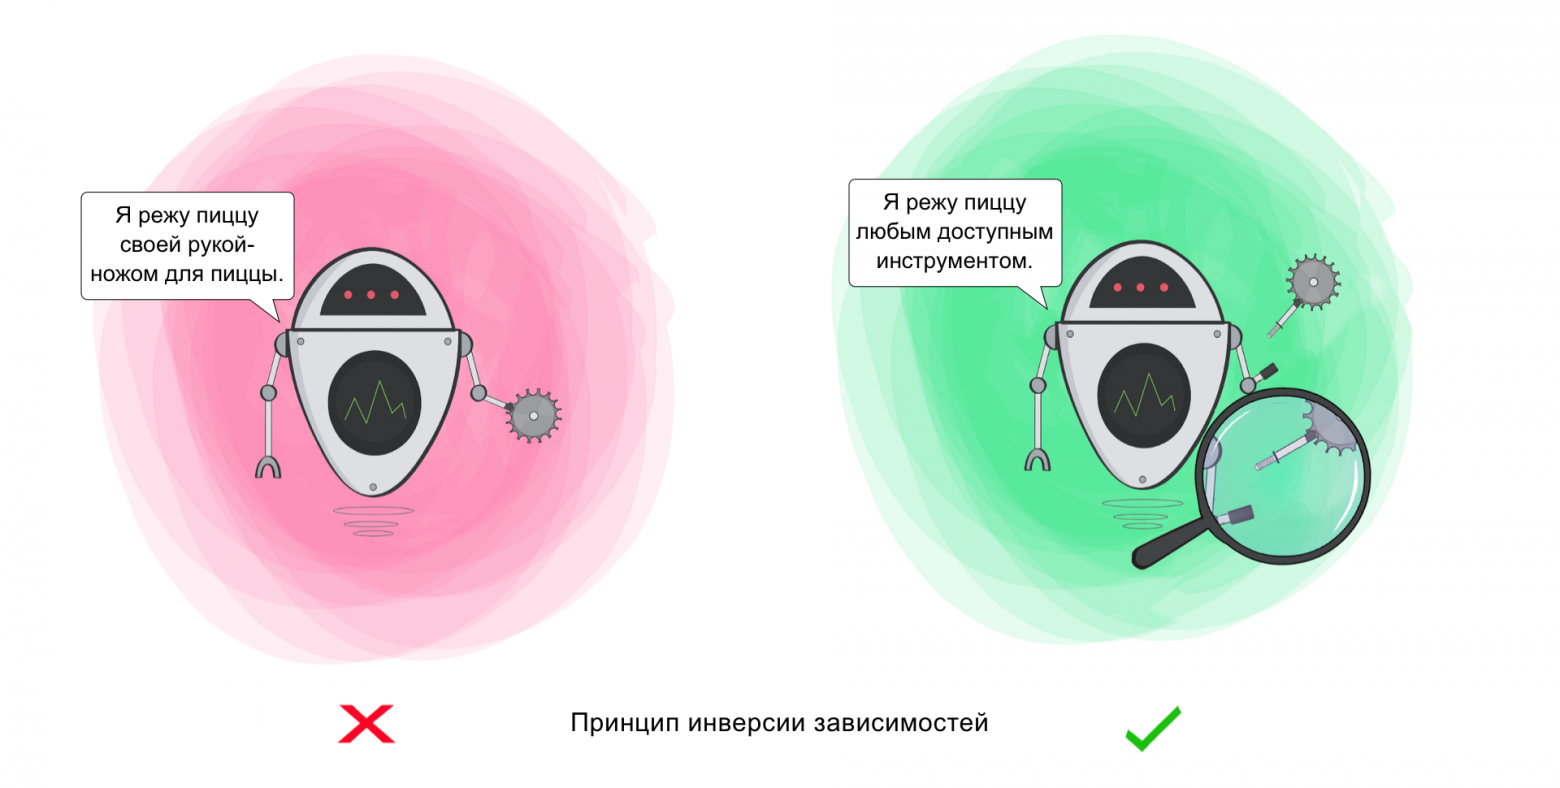 Я режу пиццу
своей рукой-
ножом для пиццы.
Я режу пиццу
любым доступным
инструментом.
Принцип инверсии зависимостей